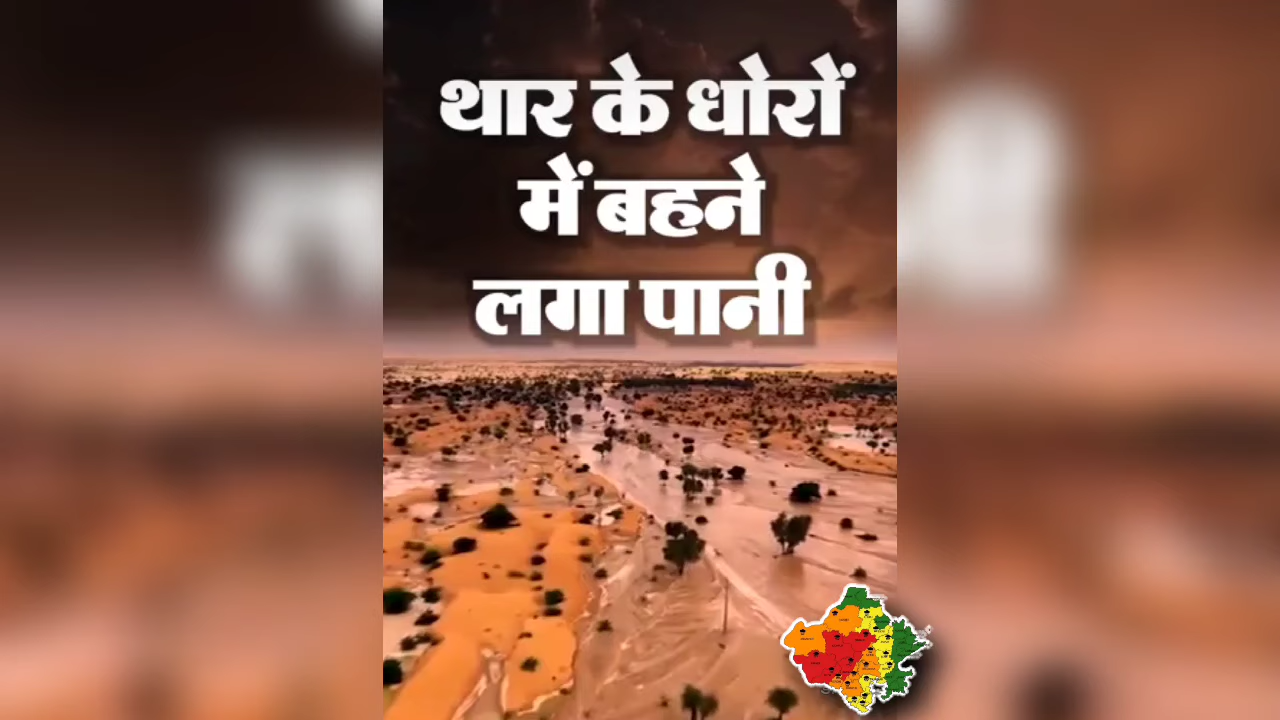 थार के धोरों
में बहने
लगा पानी